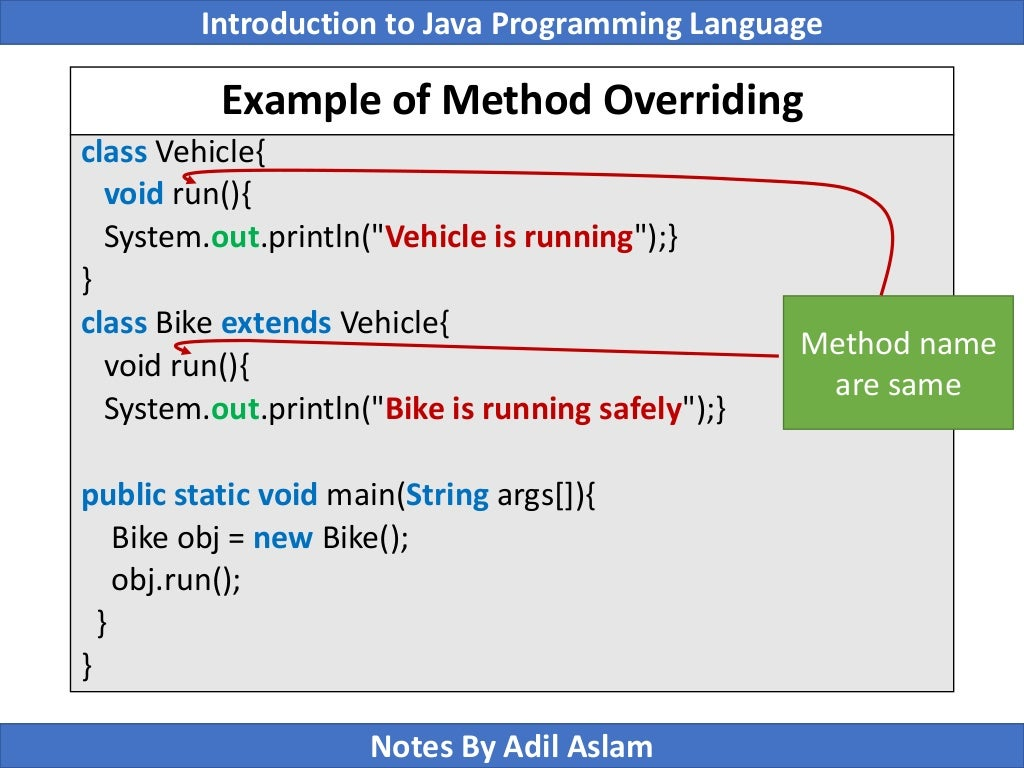 Introduction to Java Programming Language
Example of Method Overriding
class Vehicle{
void run(){
System.out.println("Vehicle is running");}
}
class Bike extends Vehicle{
void run(){
System.out.println("Bike is running safely");}
Method name
are same
public static void main(String args[]){
Bike obj = new Bike();
obj.run();
}
}
Notes By Adil Aslam